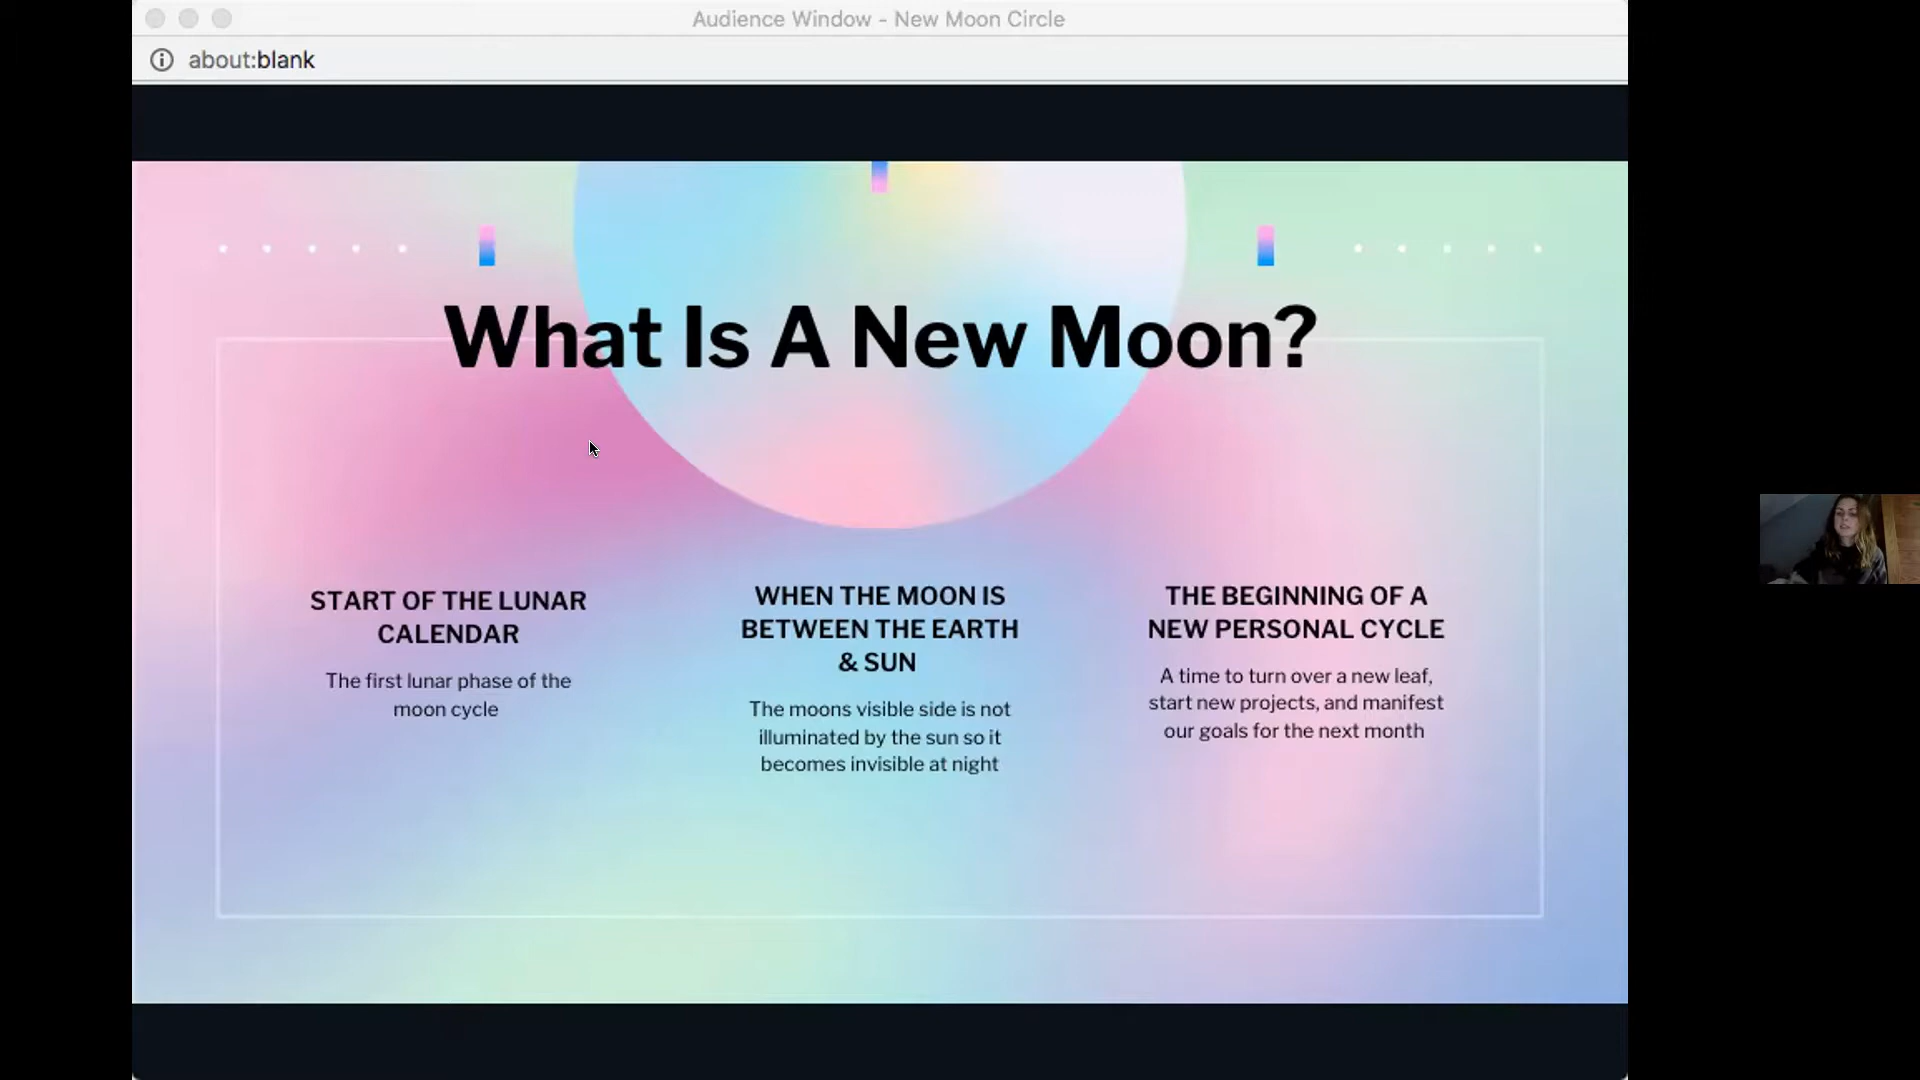 Audience Window - New Moon Circle
about:blank
What Is A New Moon?
START OF THE LUNAR
CALENDAR
The first lunar phase of the
moon cycle
WHEN THE MOON IS
BETWEEN THE EARTH
& SUN
The moons visible side is not
illuminated by the sun so it
becomes invisible at night
THE BEGINNING OF A
NEW PERSONAL CYCLE
A time to turn over a new leaf,
start new projects, and manifest
our goals for the next month